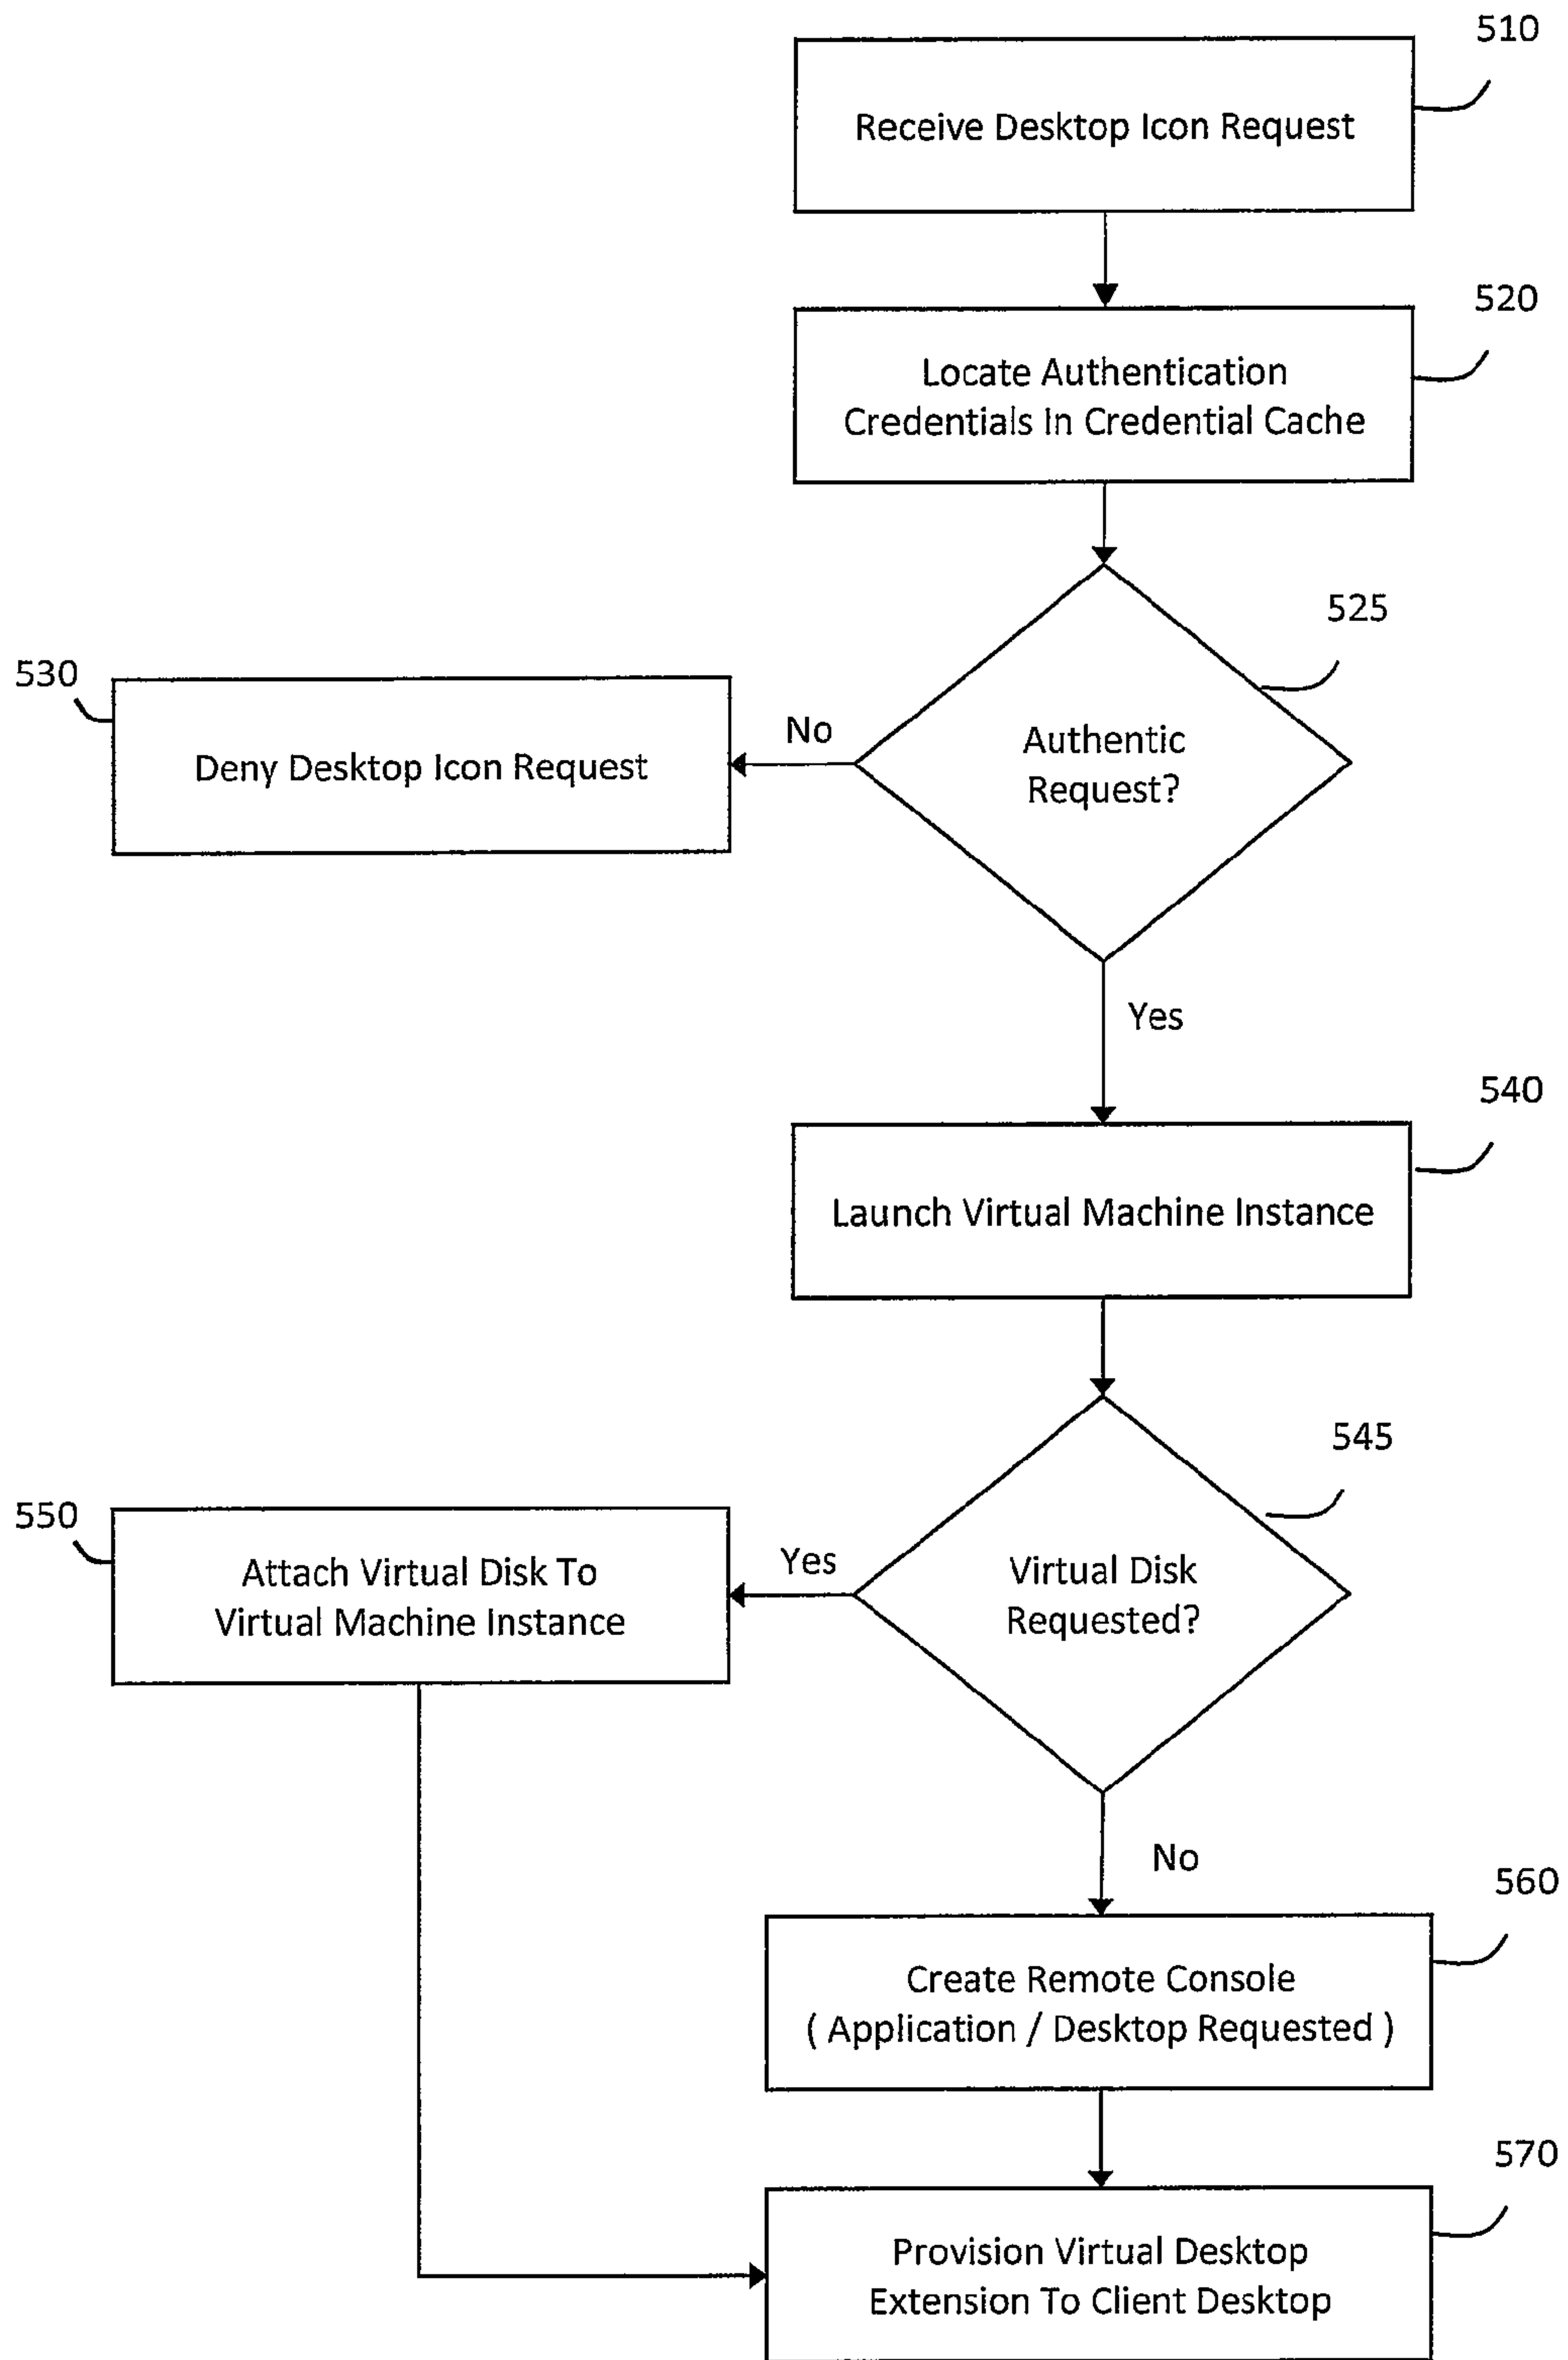 510
Receive Desktop Icon Request
520
Locate Authentication
Credentials In Credential Cache
525
530
No
Authentic
Request?
Deny Desktop Icon Request
Yes
540
Launch Virtual Machine Instance
545
550
Yes
Attach Virtual Disk To
Virtual Machine Instance
Virtual Disk
Requested?
No
560
Create Remote Console
( Application / Desktop Requested )
570
Provision Virtual Desktop
Extension To Client Desktop